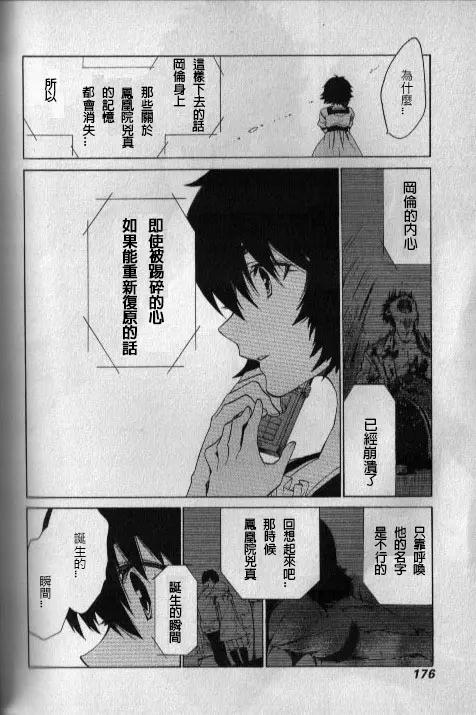 為什麼…
這樣下去的話
岡倫身上
那些關於
鳳凰院兇真
的記憶
都會消失…
所以
岡倫的內心
已經崩潰了
即使被踢碎的心
如果能重新復原的話
只靠呼喚
他的名字
是不行的
回想起來吧…
那時候
鳳凰院兇真
誕生的瞬間
誕生的…
瞬間…
176